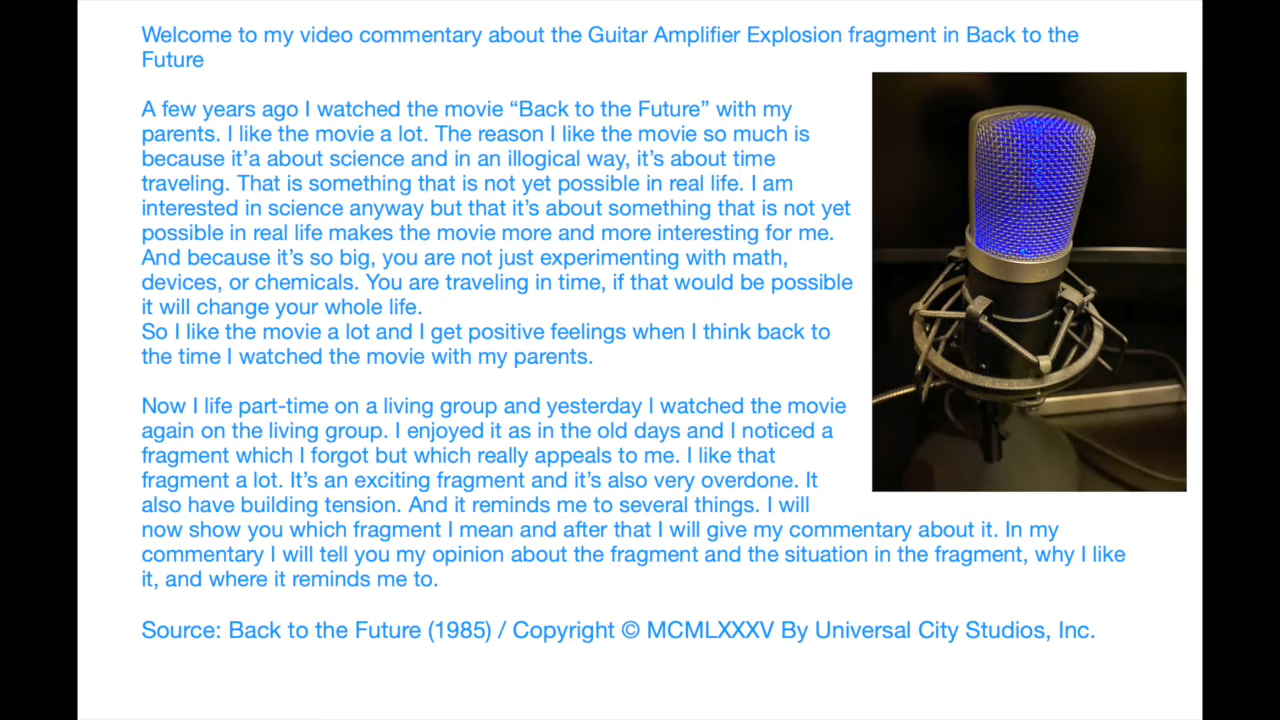 Welcome to my video commentary about the Guitar Amplifier Explosion fragment in Back to the
Future
A few years ago I watched the movie “Back to the Future” with my
parents. I like the movie a lot. The reason I like the movie so much is
because it’a about science and in an illogical way, it’s about time
traveling. That is something that is not yet possible in real life. I am
interested in science anyway but that it’s about something that is not yet
possible in real life makes the movie more and more interesting for me.
And because it’s so big, you are not just experimenting with math,
devices, or chemicals. You are traveling in time, if that would be possible
it will change your whole life.
So I like the movie a lot and I get positive feelings when I think back to
the time I watched the movie with my parents.
Now I life part-time on a living group and yesterday I watched the movie
again on the living group. I enjoyed it as in the old days and I noticed a
fragment which I forgot but which really appeals to me. I like that
fragment a lot. It’s an exciting fragment and it’s also very overdone. It
also have building tension. And it reminds me to several things. I will
now show you which fragment I mean and after that I will give my commentary about it. In my
commentary I will tell you my opinion about the fragment and the situation in the fragment, why I like
it, and where it reminds me to.
Source: Back to the Future (1985) / Copyright © MCMLXXXV By Universal City Studios, Inc.